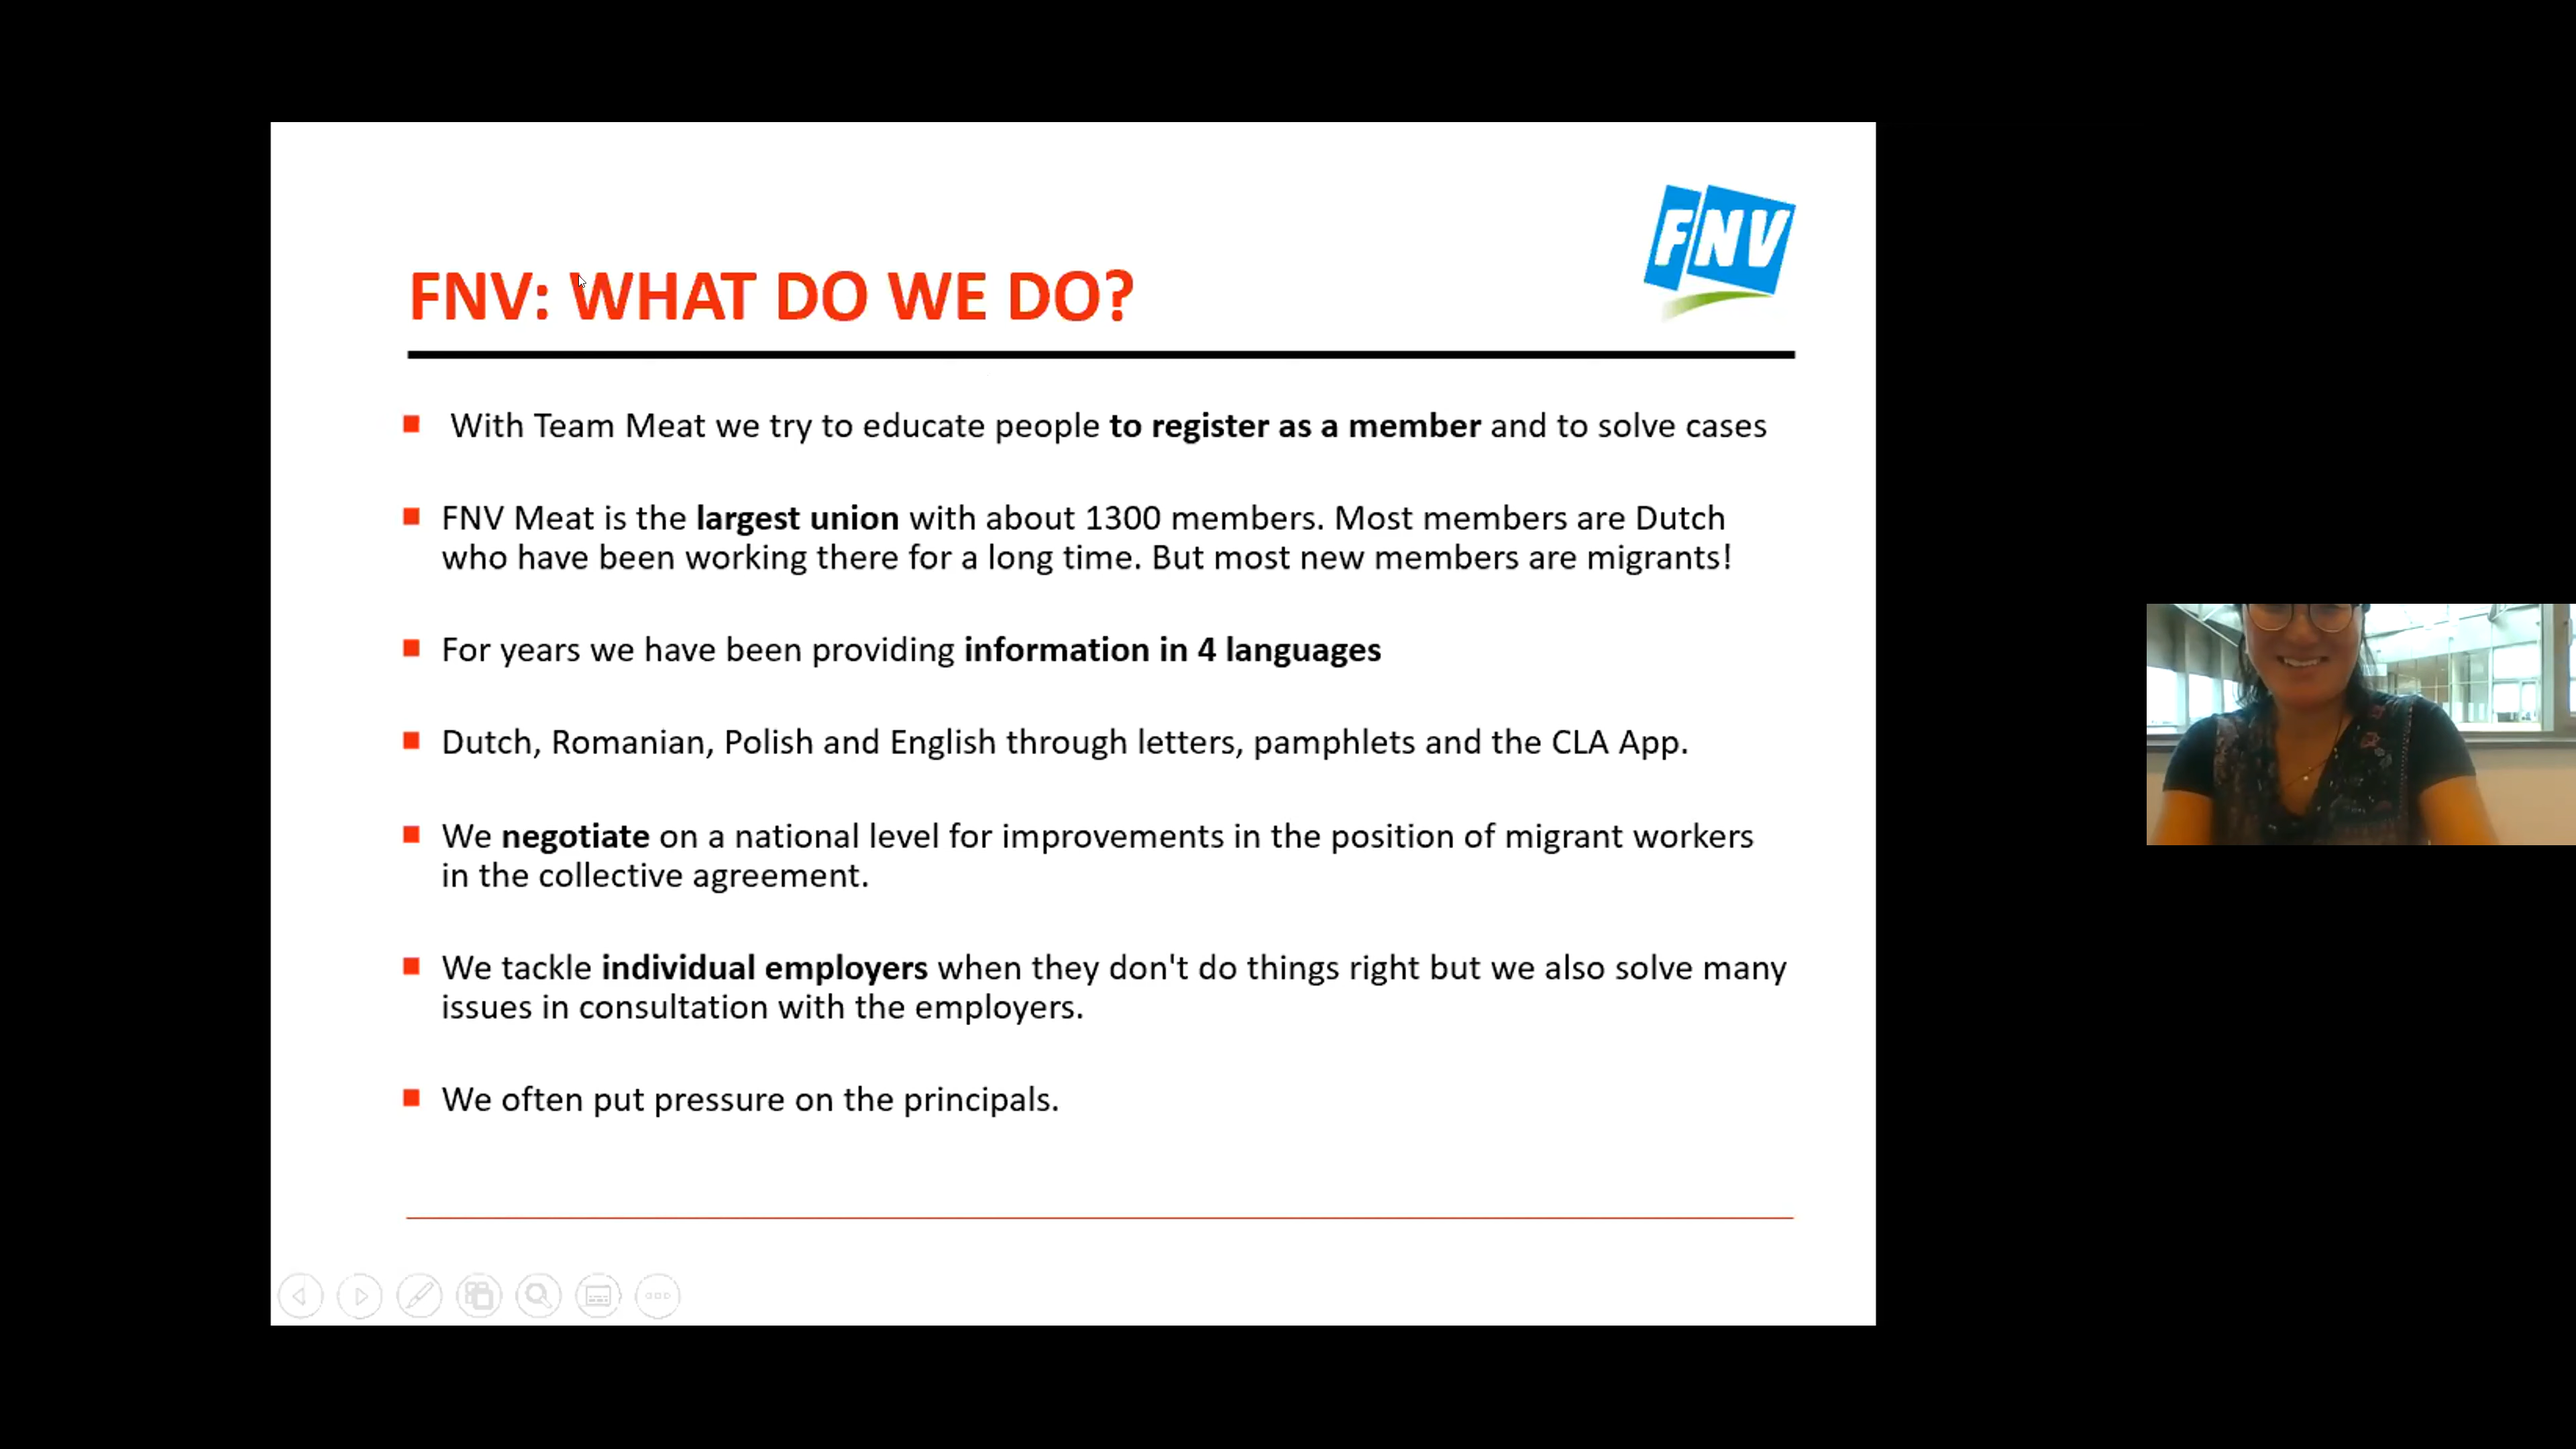 FNV
FNV: WHAT DO WE DO?
With Team Meat we try to educate people to register as a member and to solve cases
FNV Meat is the largest union with about 1300 members. Most members are Dutch
who have been working there for a long time. But most new members are migrants!
For years we have been providing information in 4 languages
Dutch, Romanian, Polish and English through letters, pamphlets and the CLA App.
We negotiate on a national level for improvements in the position of migrant workers
in the collective agreement.
We tackle individual employers when they don't do things right but we also solve many
issues in consultation with the employers.
We often put pressure on the principals.